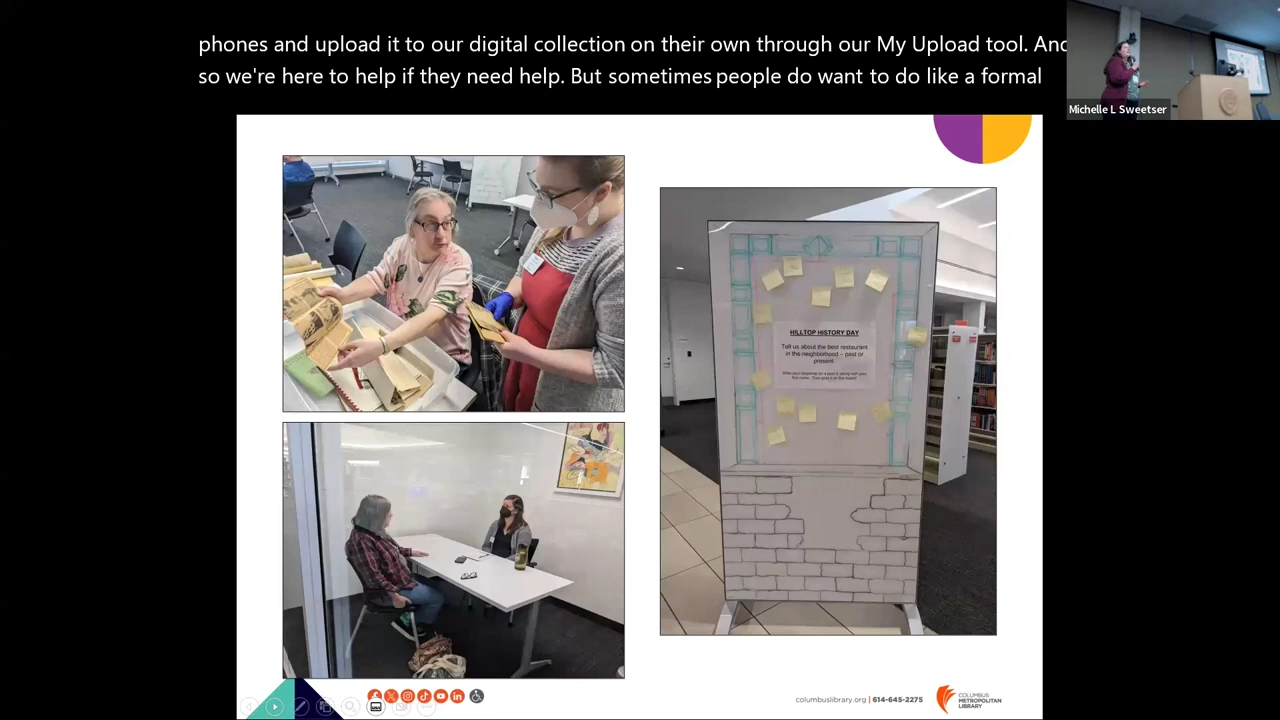 phones and upload it to our digital collection on their own through our My Upload tool. And
so we're here to help if they need help. But sometimes people do want to do like a formal
Michelle L Sweetser
HILLTOP HISTORY DAY
Tell us about the best restaurant
in the neighborhood – past or
present
columbuslibrary.org | 614-645-2275
COLUMBUS
METROPOLITAN
LIBRARY